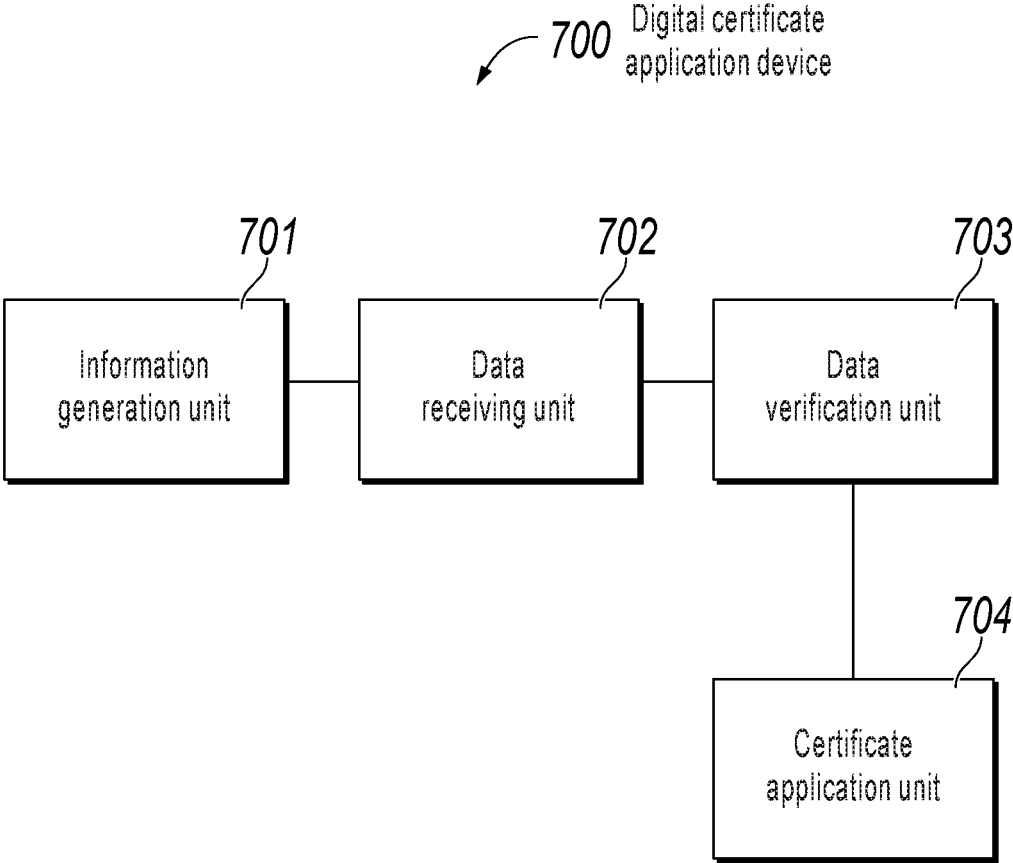 700 Digital certificate
application device
701
702
703
Information
generation unit
Data
receiving unit
Data
verification unit
704
Certificate
application unit